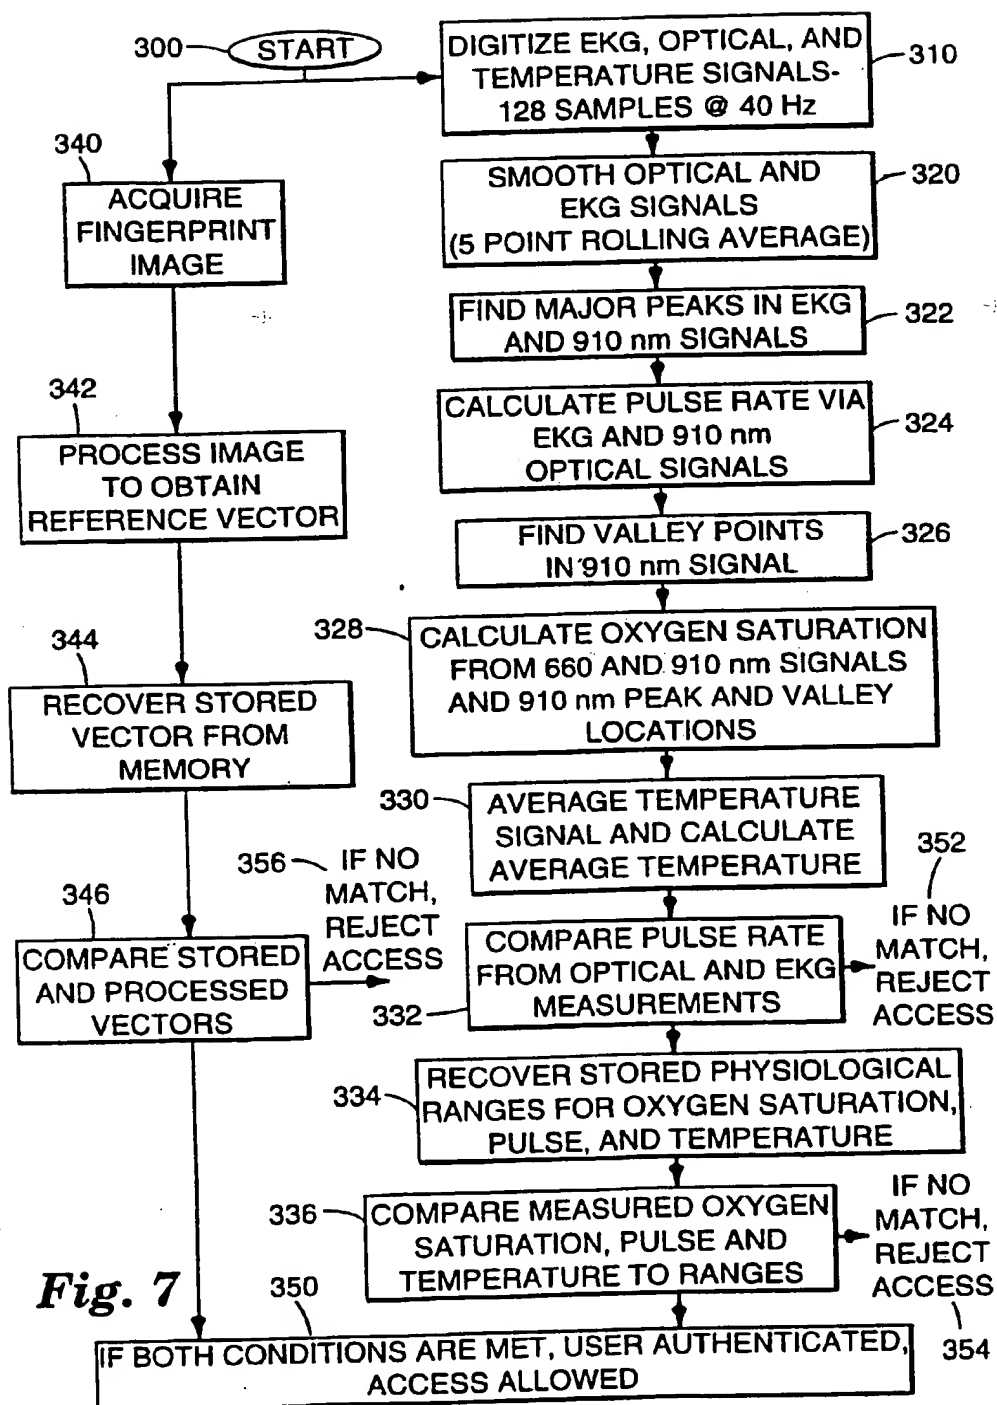 300
START
DIGITIZE EKG, OPTICAL, AND
TEMPERATURE SIGNALS-
128 SAMPLES @ 40 Hz
310
340
ACQUIRE
FINGERPRINT
IMAGE
SMOOTH OPTICAL AND
EKG SIGNALS
(5 POINT ROLLING AVERAGE)
320
FIND MAJOR PEAKS IN EKG
AND 910 nm SIGNALS
322
342
PROCESS IMAGE
TO OBTAIN
REFERENCE VECTOR
CALCULATE PULSE RATE VIA
EKG AND 910 nm
OPTICAL SIGNALS
324
FIND VALLEY POINTS
IN 910 nm SIGNAL
326
328
CALCULATE OXYGEN SATURATION
FROM 660 AND 910 nm SIGNALS
AND 910 nm PEAK AND VALLEY
LOCATIONS
344
RECOVER STORED
VECTOR FROM
MEMORY
330
AVERAGE TEMPERATURE
SIGNAL AND CALCULATE
AVERAGE TEMPERATURE
346
COMPARE STORED
AND PROCESSED
VECTORS
356
IF NO
MATCH,
REJECT
ACCESS
332
COMPARE PULSE RATE
FROM OPTICAL AND EKG
MEASUREMENTS
352
IF NO
MATCH,
REJECT
ACCESS
334
RECOVER STORED PHYSIOLOGICAL
RANGES FOR OXYGEN SATURATION,
PULSE, AND TEMPERATURE
336
COMPARE MEASURED OXYGEN
SATURATION, PULSE AND
TEMPERATURE TO RANGES
IF NO
MATCH,
REJECT
ACCESS
354
Fig. 7
350
IF BOTH CONDITIONS ARE MET, USER AUTHENTICATED,
ACCESS ALLOWED